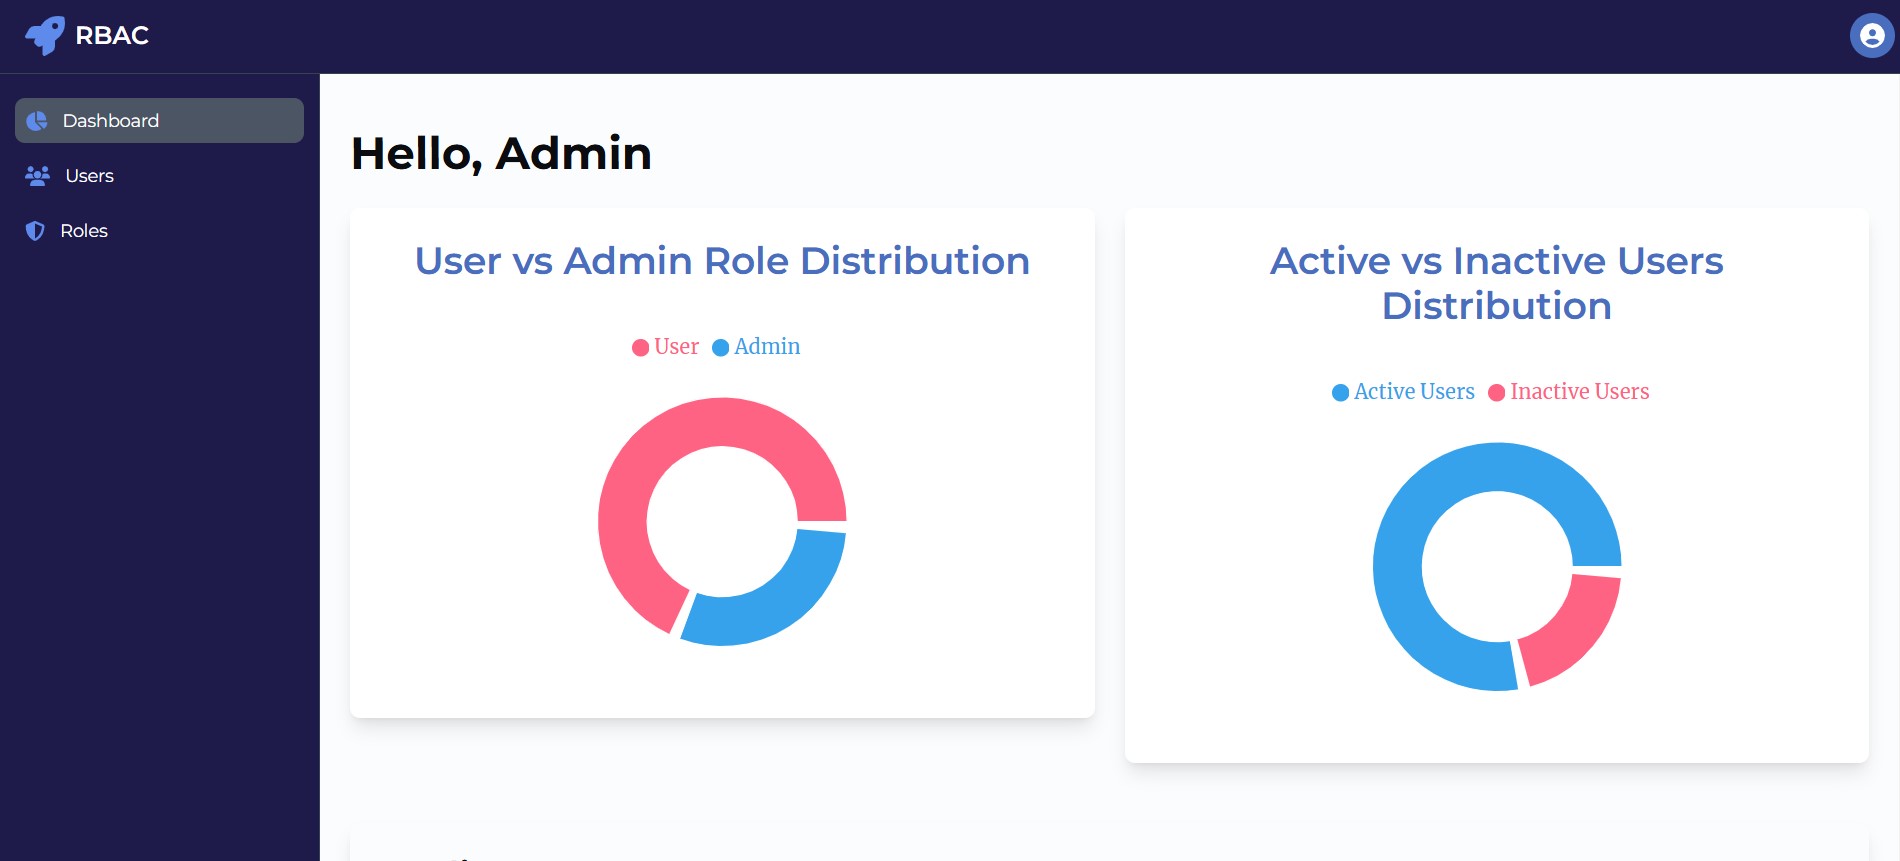 RBAC
Dashboard
Users
Roles
Hello, Admin
User vs Admin Role Distribution
User Admin
Active vs Inactive Users
Distribution
Active Users Inactive Users